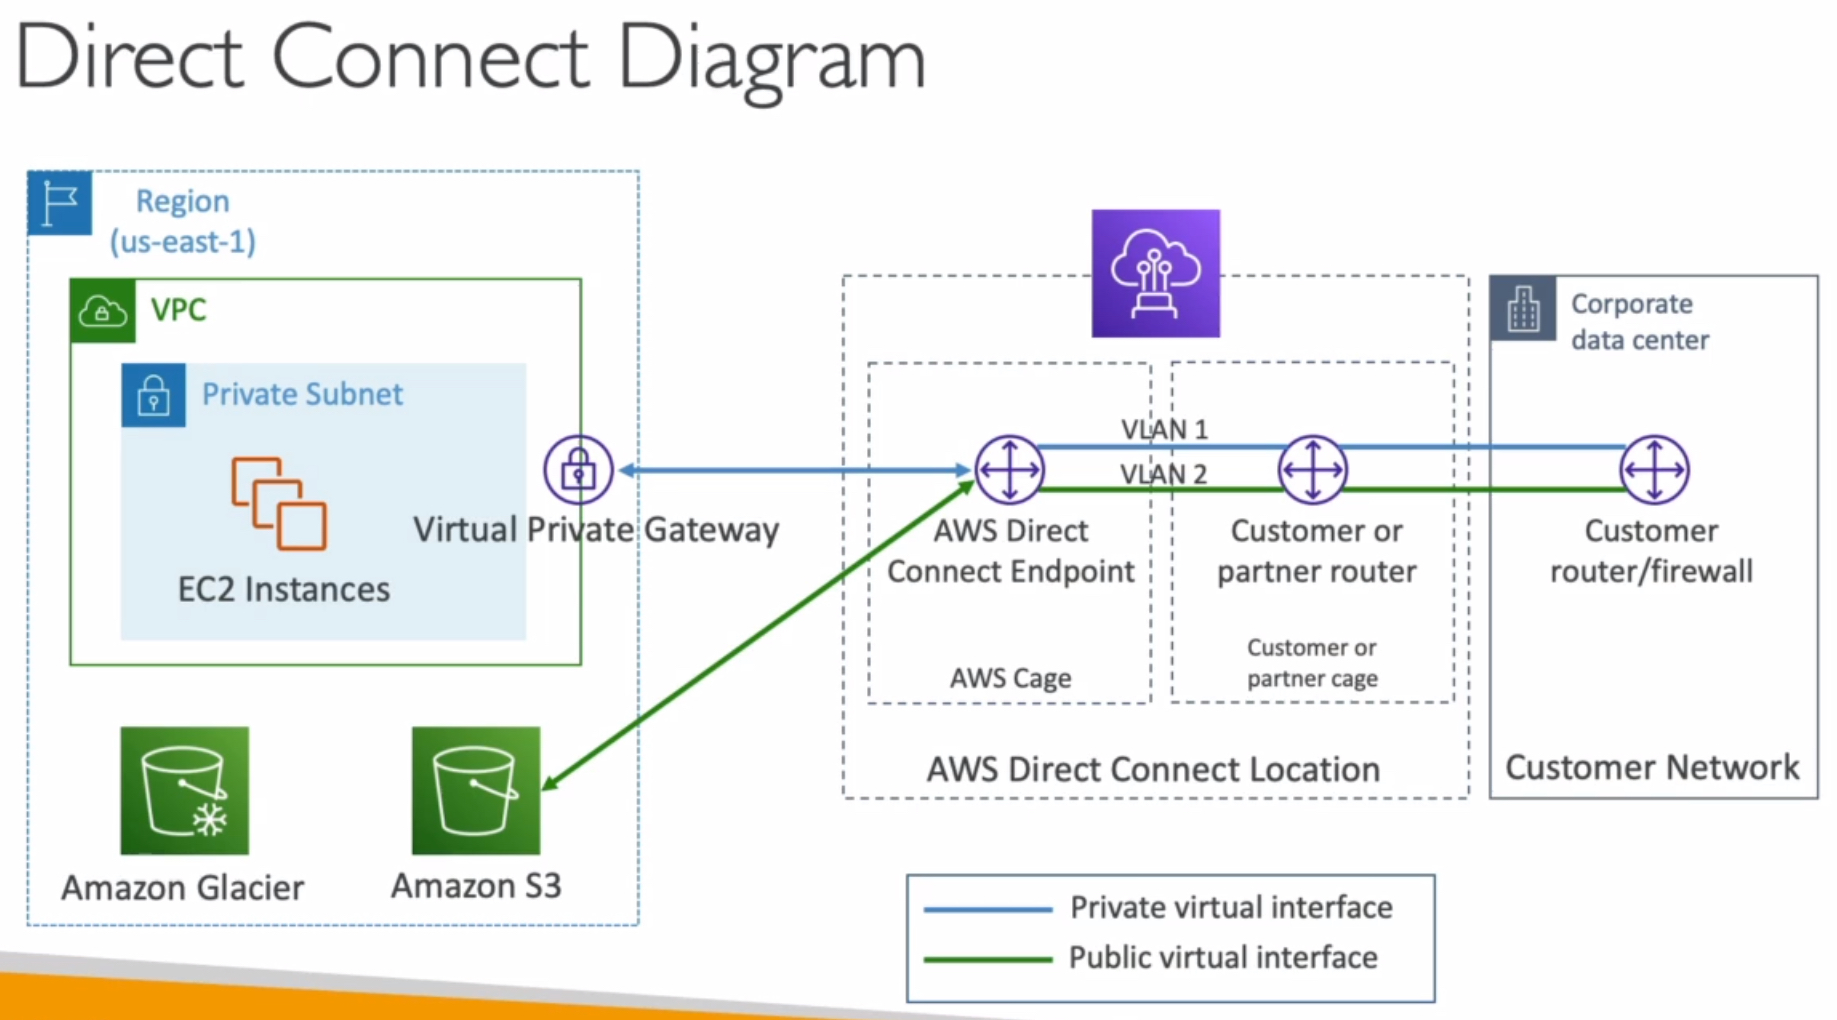 Direct Connect Diagram
Region
(us-east-1)
VPC
Private Subnet
EC2 Instances
Virtual Private Gateway
Amazon Glacier
Amazon S3
VLAN 1
VLAN 2
AWS Direct
Connect Endpoint
AWS Cage
Customer or
partner router
Customer or
partner cage
AWS Direct Connect Location
Corporate
data center
Customer
router/firewall
Customer Network
Private virtual interface
Public virtual interface